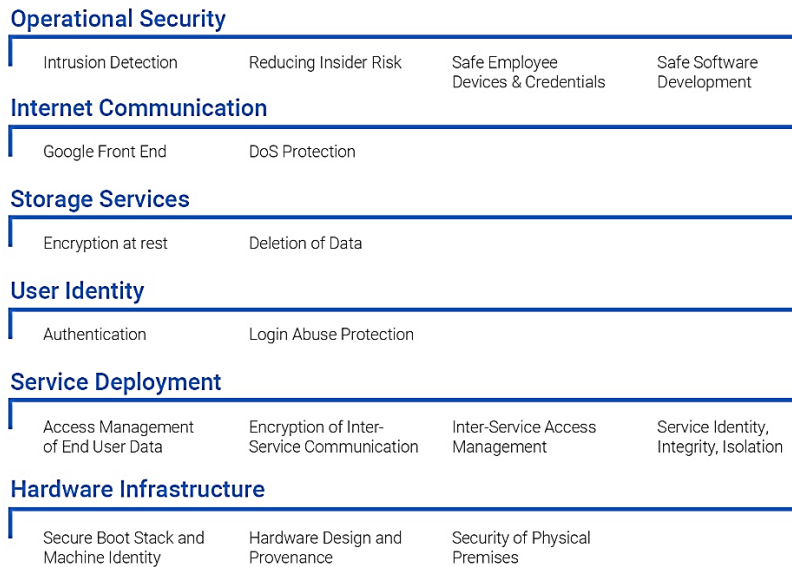 Operational Security
Intrusion Detection
Reducing Insider Risk
Safe Employee
Devices & Credentials
Safe Software
Development
Internet Communication
Google Front End
DoS Protection
Storage Services
Encryption at rest
Deletion of Data
User Identity
Authentication
Login Abuse Protection
Service Deployment
Access Management
of End User Data
Encryption of Inter-
Service Communication
Inter-Service Access
Management
Service Identity,
Integrity, Isolation
Hardware Infrastructure
Secure Boot Stack and
Machine Identity
Hardware Design and
Provenance
Security of Physical
Premises